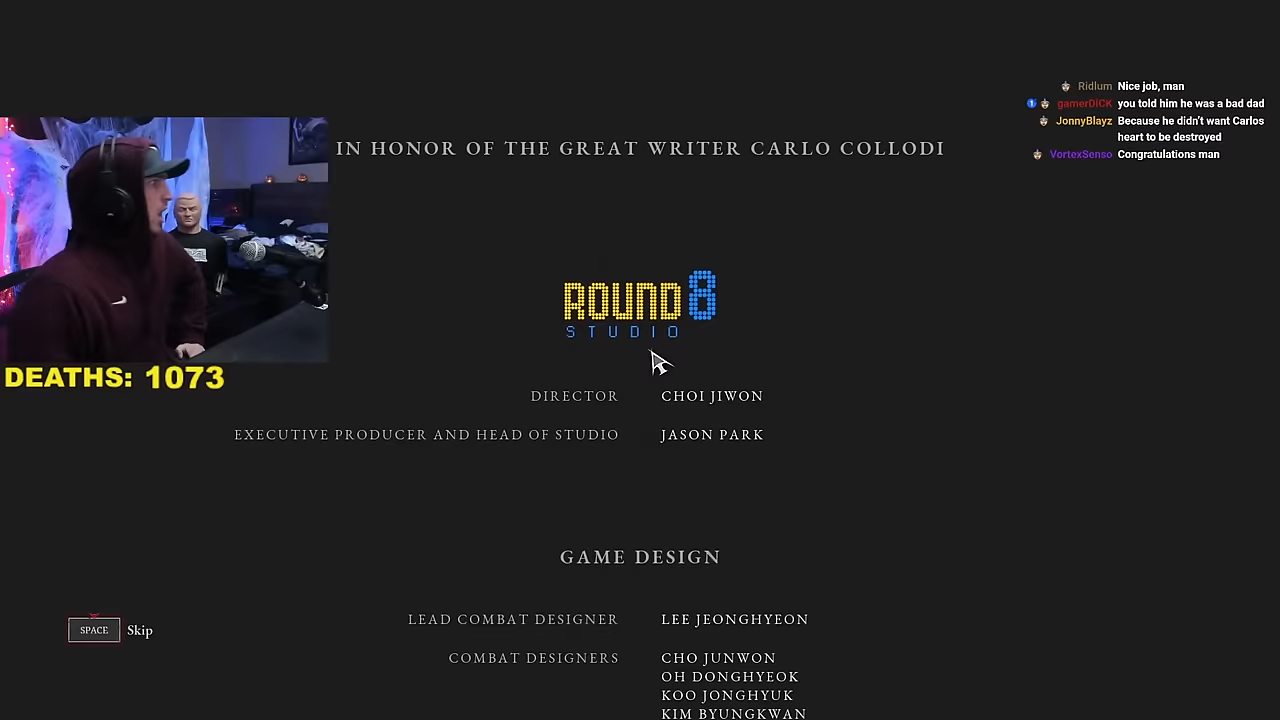 Ridlum Nice job, man
gamerDICK you told him he was a bad dad
JonnyBlayz Because he didn't want Carlos
heart to be destroyed
VortexSenso Congratulations man
IN HONOR OF THE GREAT WRITER CARLO COLLODI
ROUND8
STUDIO
DEATHS: 1073
DIRECTOR CHOI JIWON
EXECUTIVE PRODUCER AND HEAD OF STUDIO JASON PARK
GAME DESIGN
LEAD COMBAT DESIGNER LEE JEONGHYEON
SPACE Skip
COMBAT DESIGNERS CHO JUNWON
OH DONGHYEOK
KOO JONGHYUK
KIM BYUNGKWAN